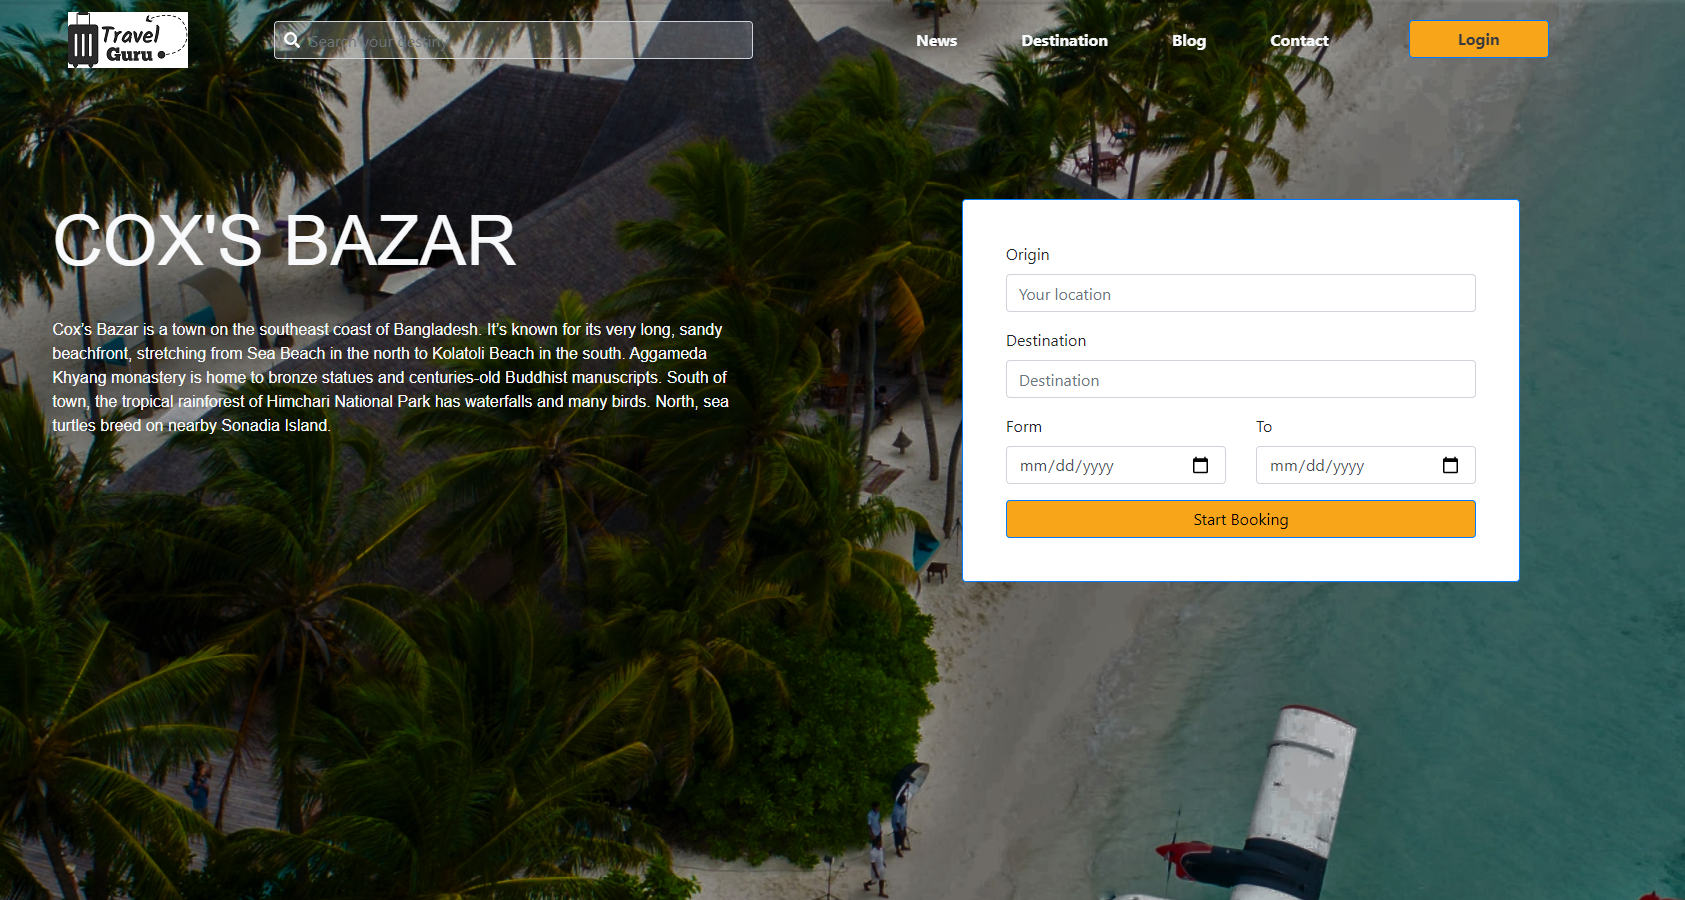 Travel
Guru
Search your destiny
News
Destination
Blog
Contact
Login
COX'S BAZAR
Cox's Bazar is a town on the southeast coast of Bangladesh. It's known for its very long, sandy
beachfront, stretching from Sea Beach in the north to Kolatoli Beach in the south. Aggameda
Khyang monastery is home to bronze statues and centuries-old Buddhist manuscripts. South of
town, the tropical rainforest of Himchari National Park has waterfalls and many birds. North, sea
turtles breed on nearby Sonadia Island.
Origin
Your location
Destination
Destination
Form
To
mm/dd/yyyy
mm/dd/yyyy
Start Booking